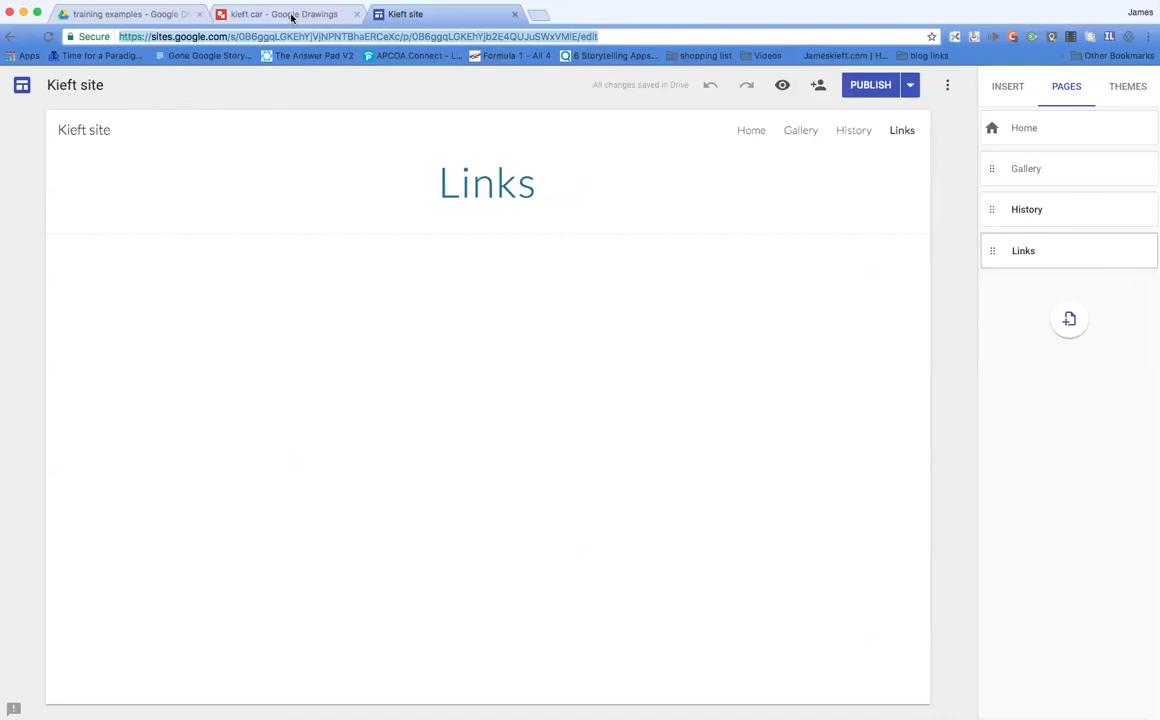 training examples - Google D
kieft car - Google Drawings
Kieft site
James
Secure
https://sites.google.com/s/0B6ggqLGKEhYjVjNPNTBhaERCeXc/p/0B6ggqLGKEhYjb2E4QUJuSWxVMlE/edit
Apps
Time for a Paradig...
Gone Google Story...
The Answer Pad V2
APCOA Connect - L...
Formula 1 - All 4
6 Storytelling Apps...
shopping list
Videos
Jameskieft.com | H...
blog links
Other Bookmarks
Kieft site
All changes saved in Drive
PUBLISH
INSERT
PAGES
THEMES
Kieft site
Home
Gallery
History
Links
Links
Home
Gallery
History
Links